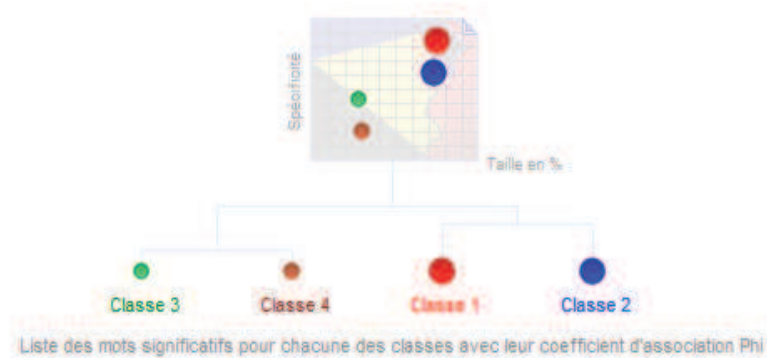 Spécificité
Taille en %
Classe 3 Classe 4 Classe 1 Classe 2
Liste des mots significatifs pour chacune des classes avec leur coefficient d'association Phi